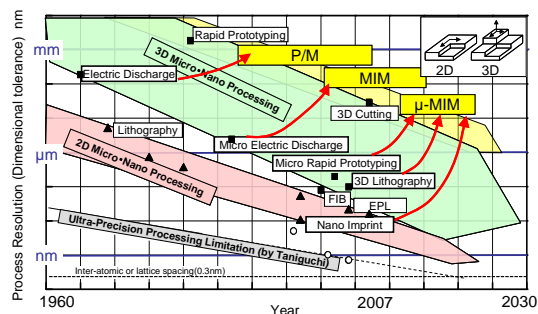 Process Resolution (Dimensional tolerance) nm
mm
μm
nm
Rapid Prototyping
P/M
2D
3D
3D Micro•Nano Processing
Electric Discharge
MIM
μ-MIM
3D Cutting
Lithography
Micro Electric Discharge
2D Micro•Nano Processing
Micro Rapid Prototyping
3D Lithography
FIB
EPL
Nano Imprint
Ultra-Precision Processing Limitation (by Taniguchi)
Inter-atomic or lattice spacing(0.3nm)
1960
Year
2007
2030